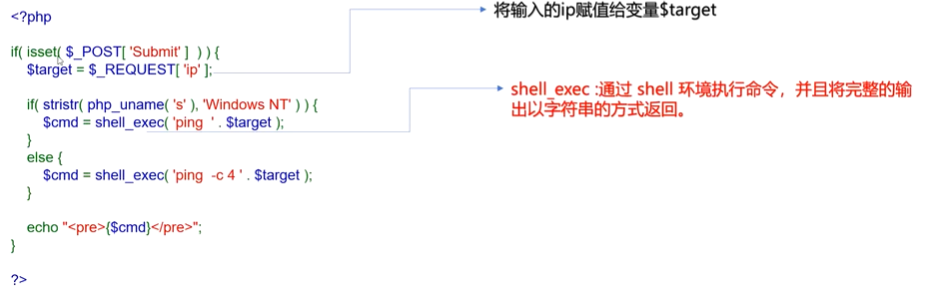 <?php
将输入的ip赋值给变量$target
if( isset( $_POST[ 'Submit' ]  ) ) {
$target = $_REQUEST[ 'ip' ];
shell_exec :通过 shell 环境执行命令，并且将完整的输
出以字符串的方式返回。
if( stristr( php_uname( 's' ), 'Windows NT' ) ) {
$cmd = shell_exec( 'ping  ' . $target );
}
else {
$cmd = shell_exec( 'ping  -c 4 ' . $target );
}
echo "<pre>{$cmd}</pre>";
}
?>